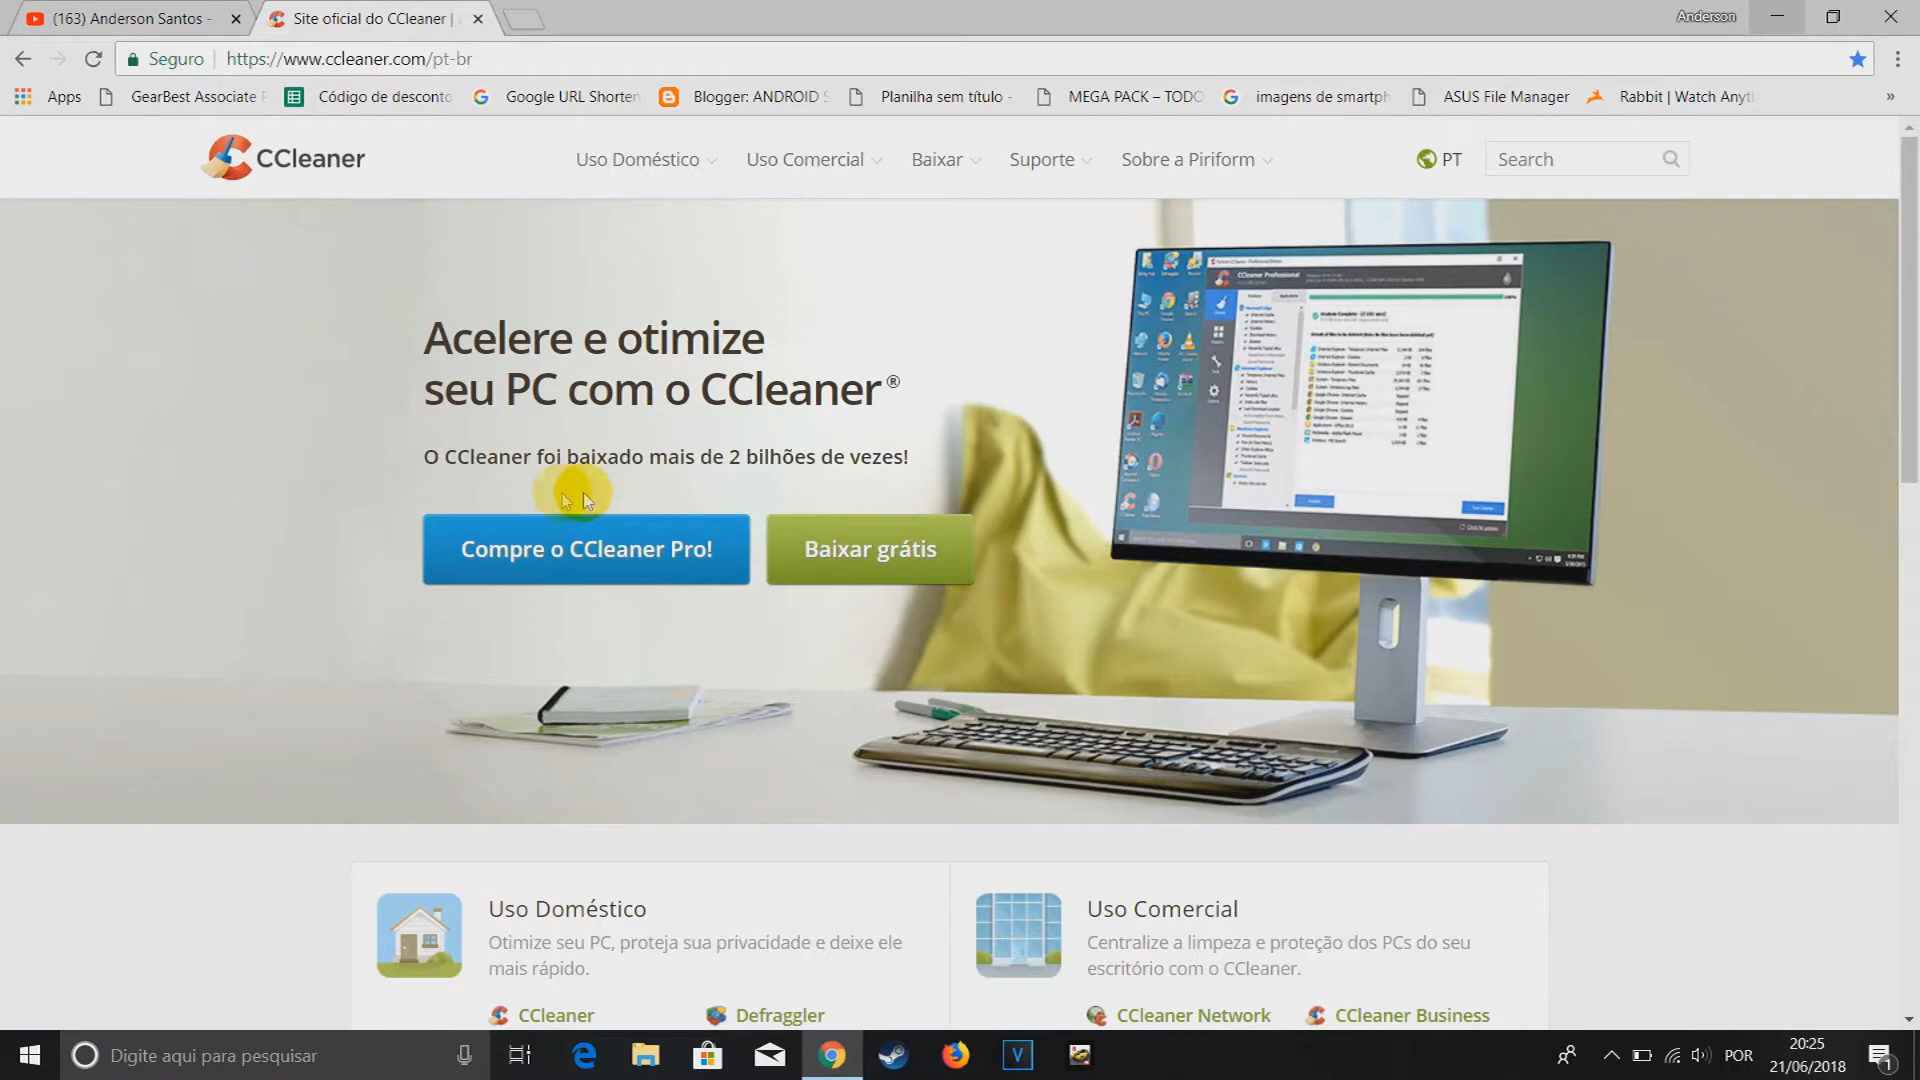 (163) Anderson Santos -
Site oficial do CCleaner |
Anderson
Seguro
https://www.ccleaner.com/pt-br
Apps
GearBest Associate P
Código de desconto
Google URL Shorten
Blogger: ANDROID S
Planilha sem título -
MEGA PACK – TODO
imagens de smartph
ASUS File Manager
Rabbit | Watch Anyt
»
CCleaner
Uso Doméstico
Uso Comercial
Baixar
Suporte
Sobre a Piriform
PT
Search
Acelere e otimize
seu PC com o CCleaner®
O CCleaner foi baixado mais de 2 bilhões de vezes!
Compre o CCleaner Pro!
Baixar grátis
CCleaner Professional
Uso Doméstico
Otimize seu PC, proteja sua privacidade e deixe ele
mais rápido.
CCleaner
Defraggler
Uso Comercial
Centralize a limpeza e proteção dos PCs do seu
escritório com o CCleaner.
CCleaner Network
CCleaner Business
Digite aqui para pesquisar
POR
20:25
21/06/2018
1